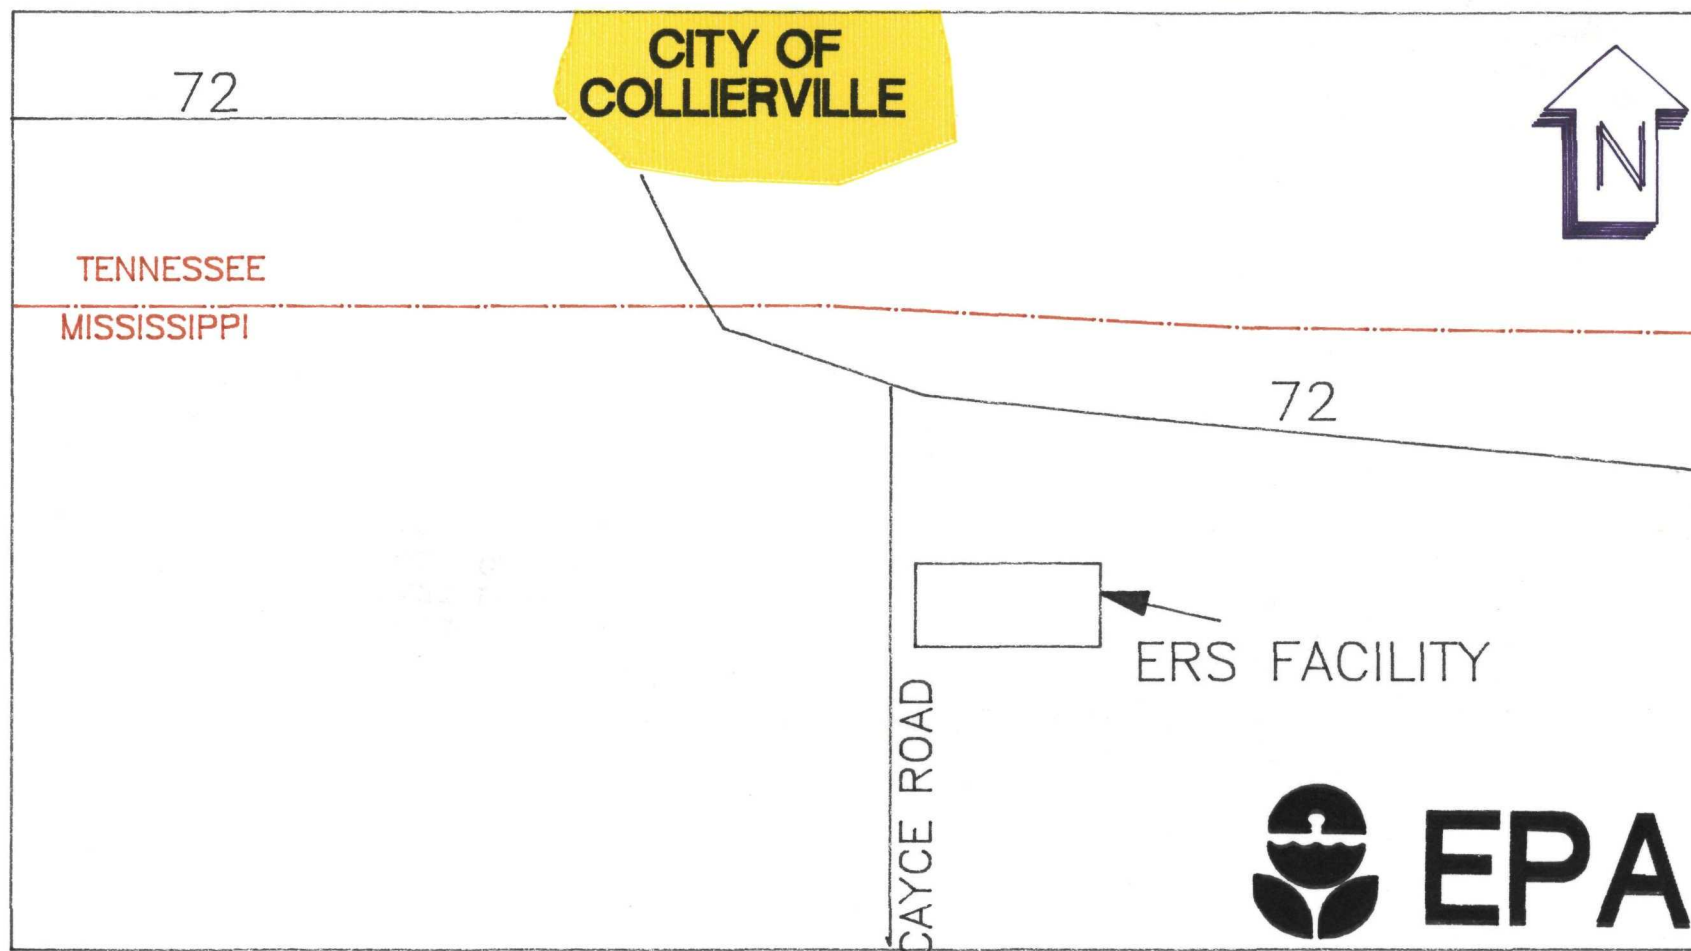 CITY OF
COLLIERVILLE
72
N
TENNESSEE
MISSISSIPPI
72
ERS FACILITY
CAYCE ROAD
EPA